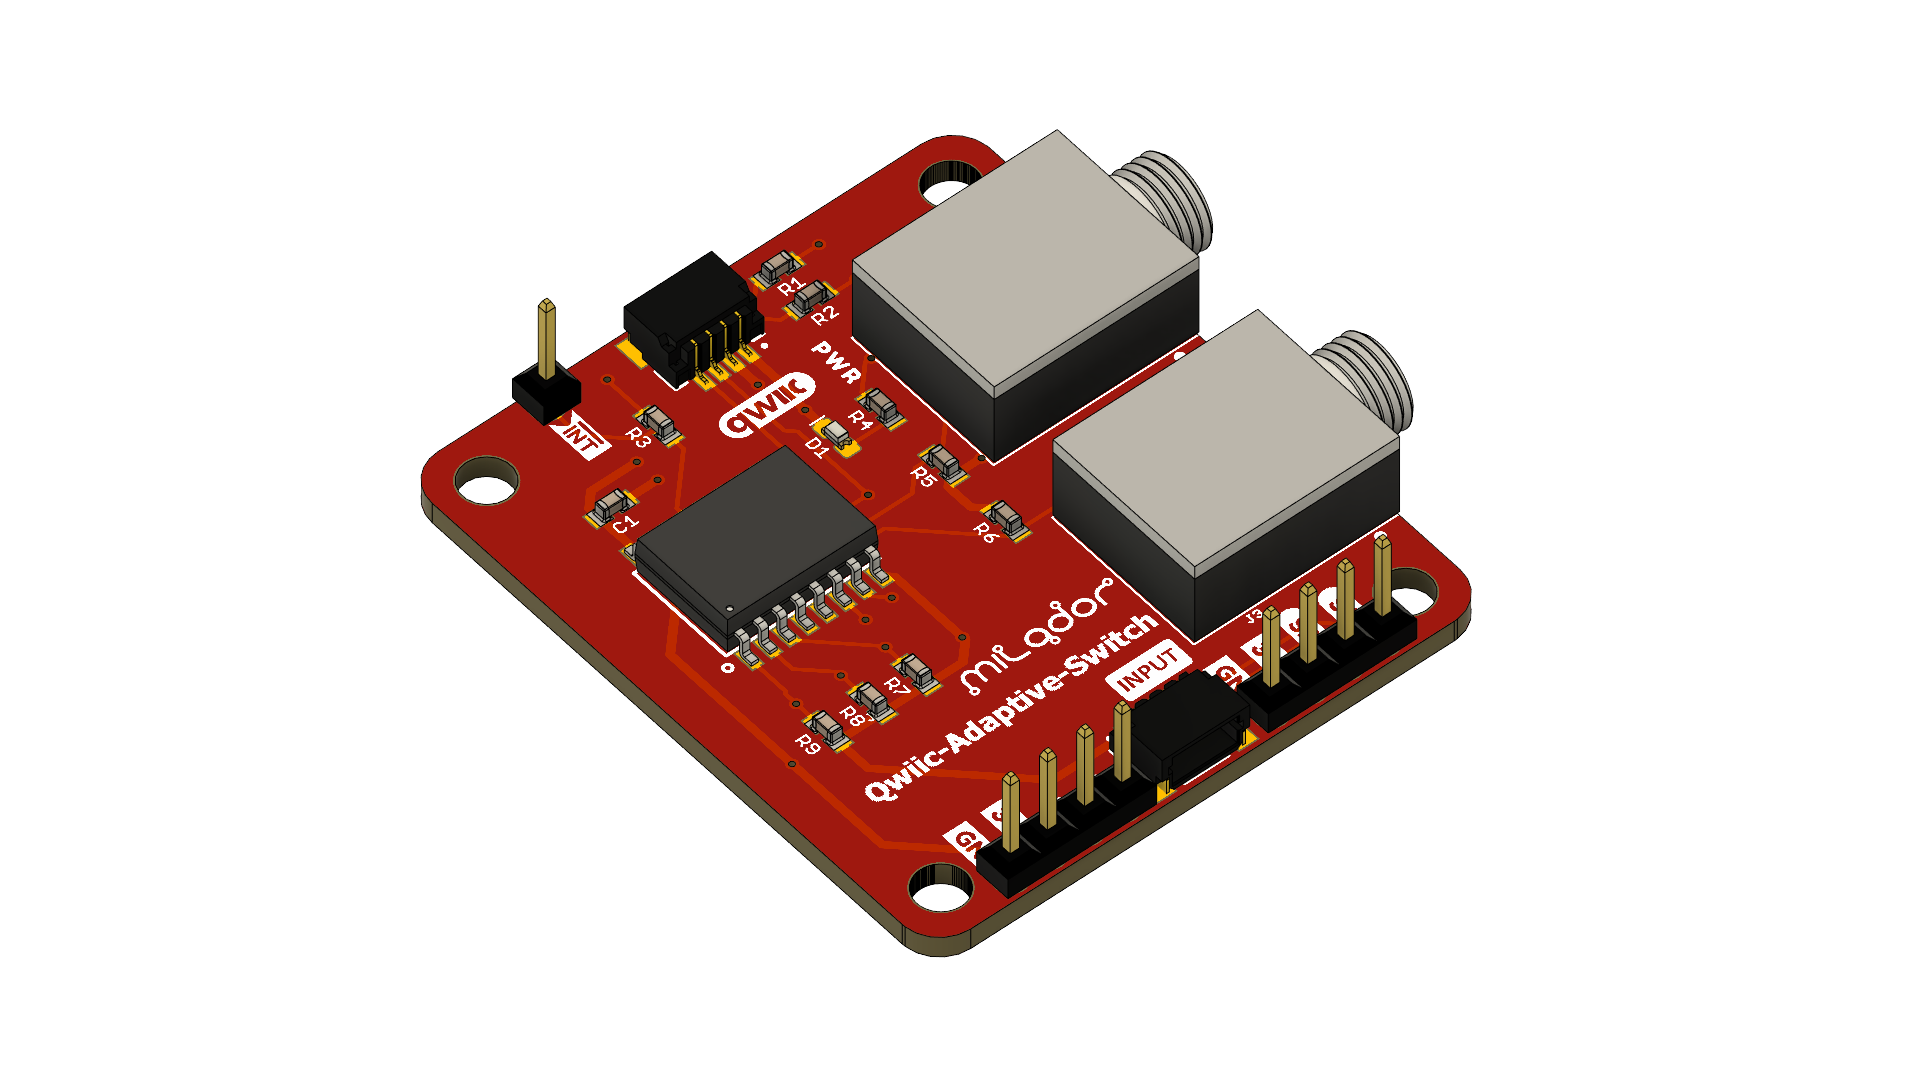 R1
R2
PWR
qwiic
R4
R3
INT
D1
R5
C1
R6
milador
Qwiic-Adaptive-Switch
INPUT
J3
R7
R8
R9